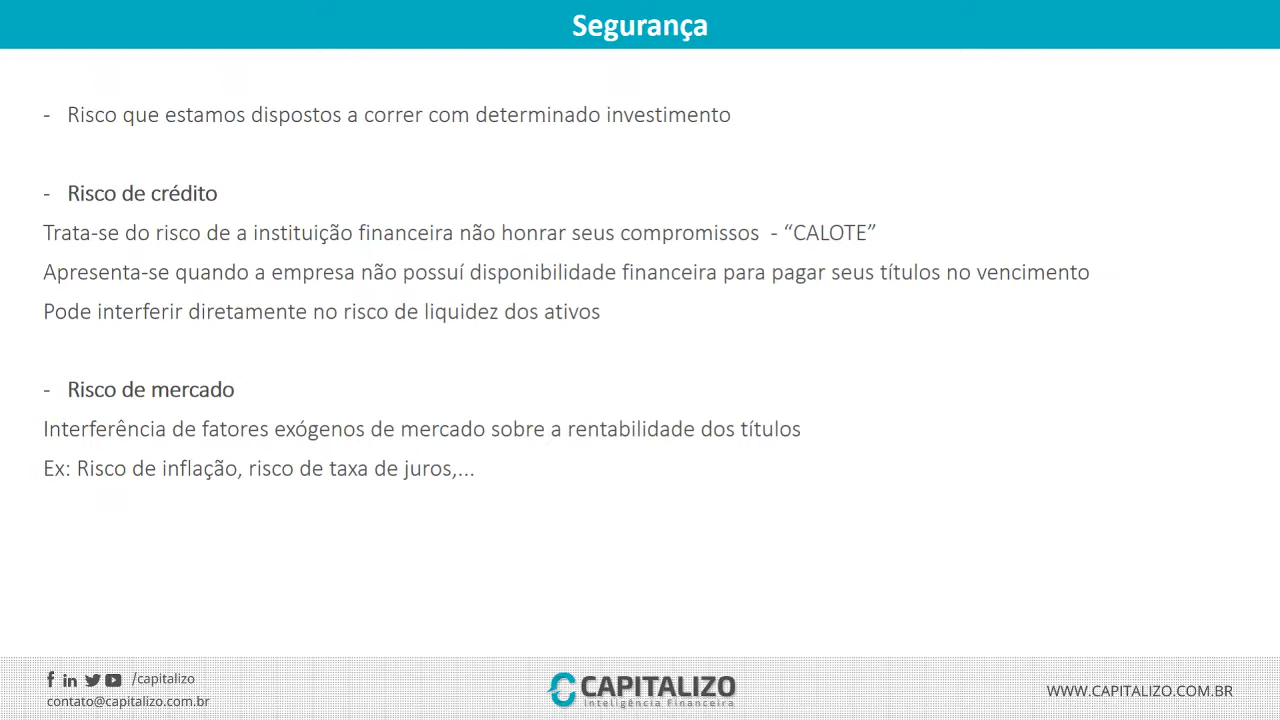 Segurança
- Risco que estamos dispostos a correr com determinado investimento
- Risco de crédito
Trata-se do risco de a instituição financeira não honrar seus compromissos - “CALOTE”
Apresenta-se quando a empresa não possuí disponibilidade financeira para pagar seus títulos no vencimento
Pode interferir diretamente no risco de liquidez dos ativos
- Risco de mercado
Interferência de fatores exógenos de mercado sobre a rentabilidade dos títulos
Ex: Risco de inflação, risco de taxa de juros,...
/capitalizo
contato@capitalizo.com.br
CAPITALIZO
Inteligência Financeira
WWW.CAPITALIZO.COM.BR